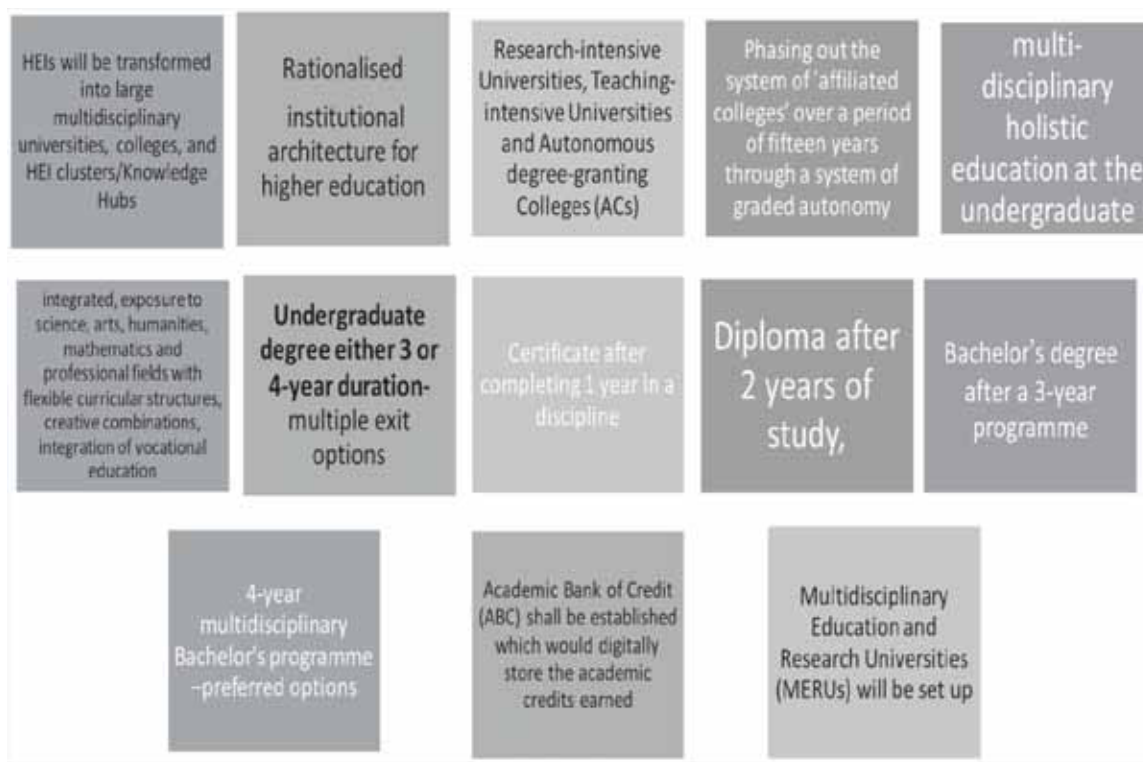 HEIs will be transformed
into large
multidisciplinary
universities, colleges, and
HEI clusters/Knowledge
Hubs
Rationalised
institutional
architecture for
higher education
Research-intensive
Universities, Teaching-
intensive Universities
and Autonomous
degree-granting
Colleges (ACs)
Phasing out the
system of 'affiliated
colleges' over a period
of fifteen years
through a system of
graded autonomy
multi-
disciplinary
holistic
education at the
undergraduate
integrated, exposure to
science, arts, humanities,
mathematics and
professional fields with
flexible curricular structures,
creative combinations,
integration of vocational
education
Undergraduate
degree either 3 or
4-year duration-
multiple exit
options
Certificate after
completing 1 year in a
discipline
Diploma after
2 years of
study,
Bachelor's degree
after a 3-year
programme
4-year
multidisciplinary
Bachelor's programme
–preferred options
Academic Bank of Credit
(ABC) shall be established
which would digitally
store the academic
credits earned
Multidisciplinary
Education and
Research Universities
(MERUs) will be set up